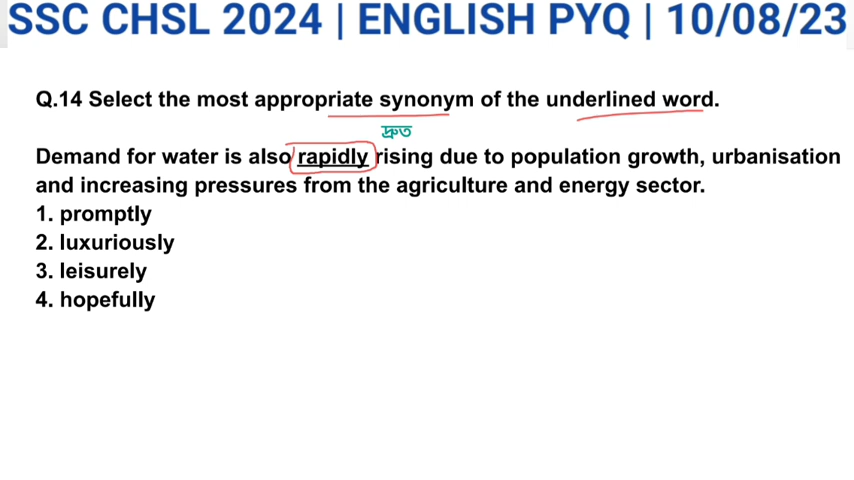 SSC CHSL 2024 | ENGLISH PYQ | 10/08/23
Q.14 Select the most appropriate synonym of the underlined word.
দ্রুত
Demand for water is also rapidly rising due to population growth, urbanisation
and increasing pressures from the agriculture and energy sector.
1. promptly
2. luxuriously
3. leisurely
4. hopefully